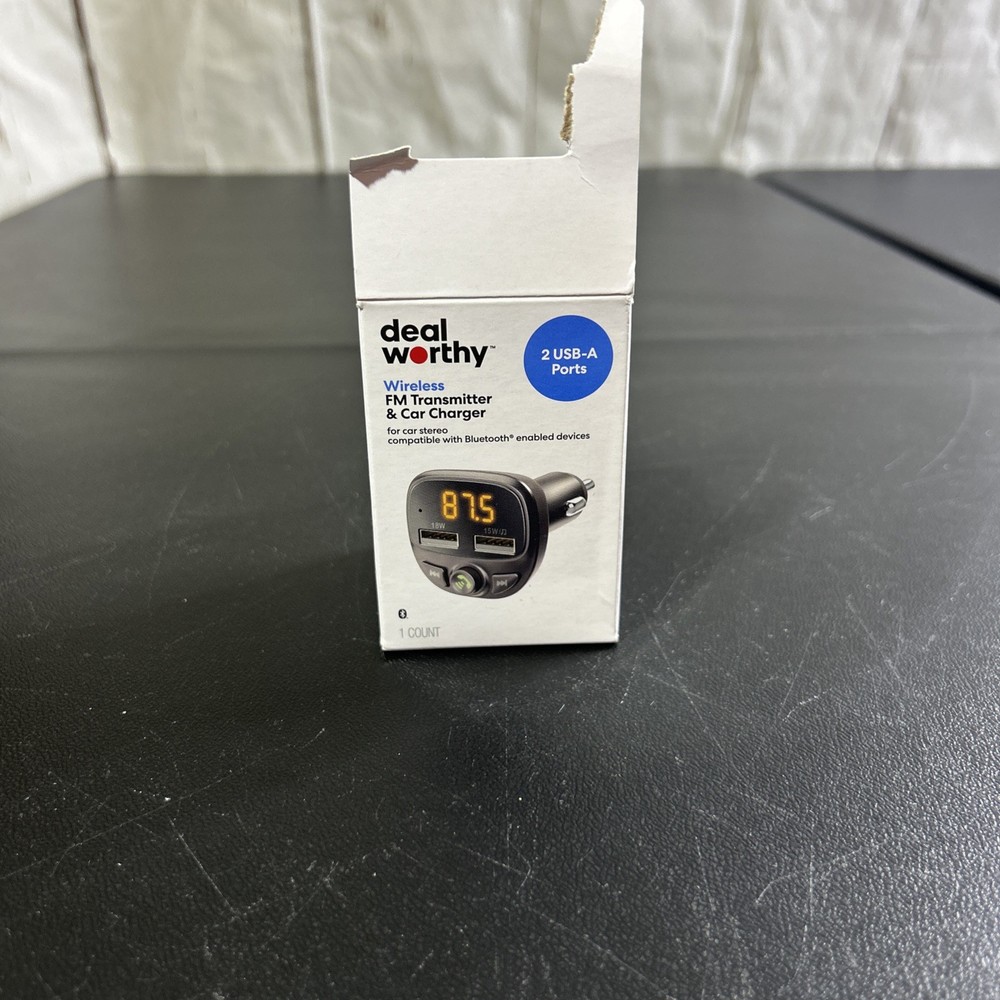 deal
worthy™
2 USB-A
Ports
Wireless
FM Transmitter
& Car Charger
for car stereo
compatible with Bluetooth® enabled devices
87.5
18W
15W/♫
1 COUNT